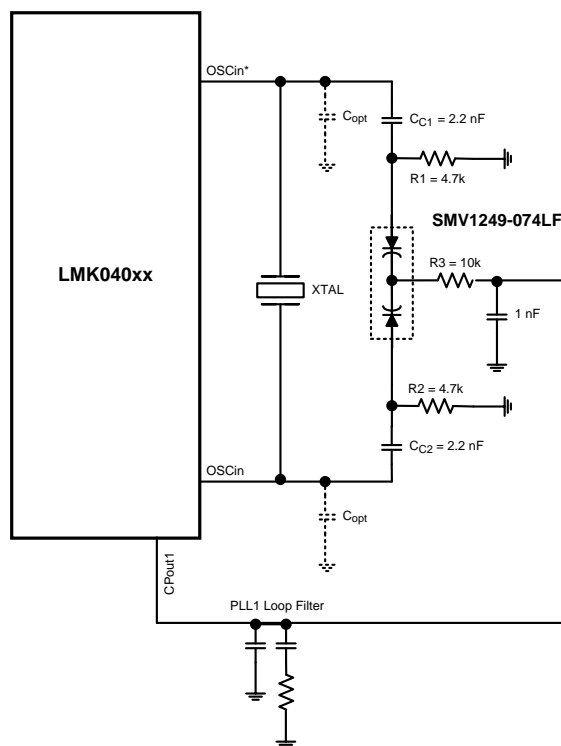 OSCin*
Copt
CC1 = 2.2 nF
R1 = 4.7k
SMV1249-074LF
LMK040xx
R3 = 10k
XTAL
1 nF
R2 = 4.7k
CC2 = 2.2 nF
OSCin
Copt
CPout1
PLL1 Loop Filter